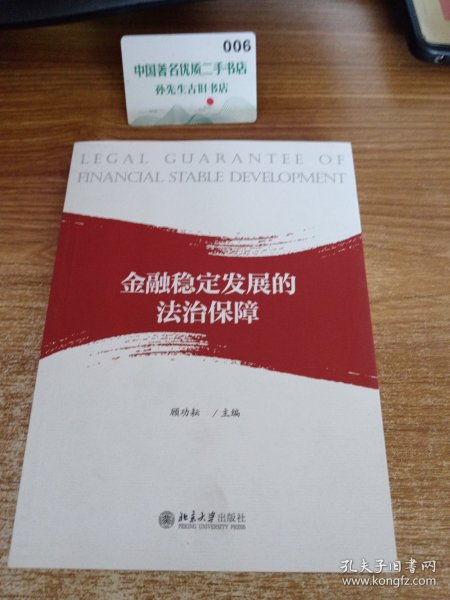 006
中国著名优质二手书店
孙先生古旧书店
LEGAL GUARANTEE OF
FINANCIAL STABLE DEVELOPMENT
金融稳定发展的
法治保障
顾功耘 / 主编
北京大学出版社
PEKING UNIVERSITY PRESS
孔夫子旧书网
www.kongfz.com